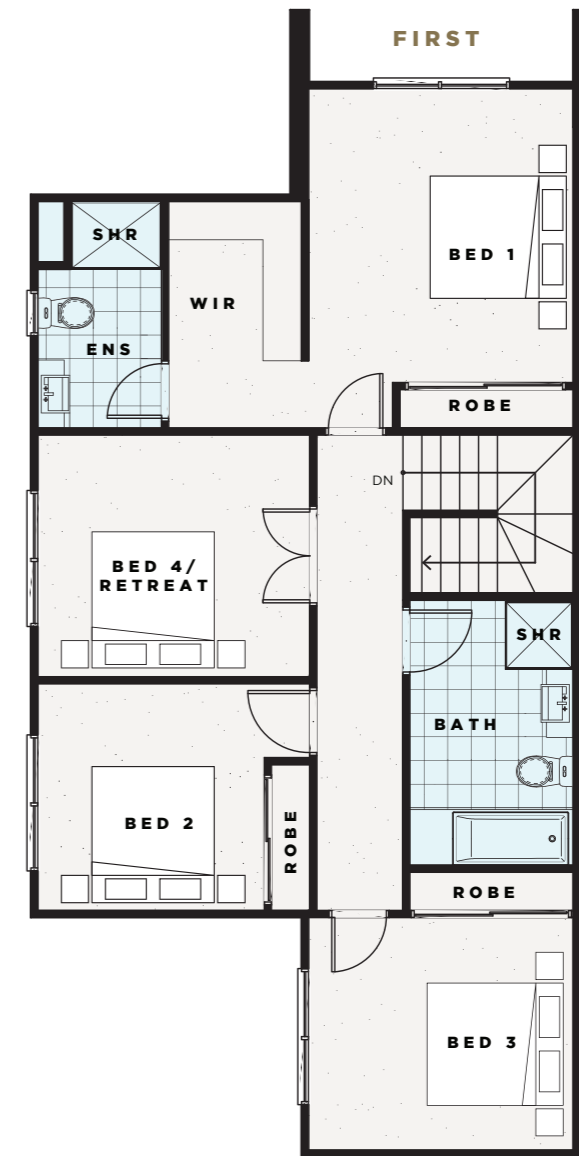 FIRST
SHR
BED 1
WIR
ENS
ROBE
DN
BED 4/
RETREAT
SHR
BATH
BED 2
ROBE
ROBE
BED 3